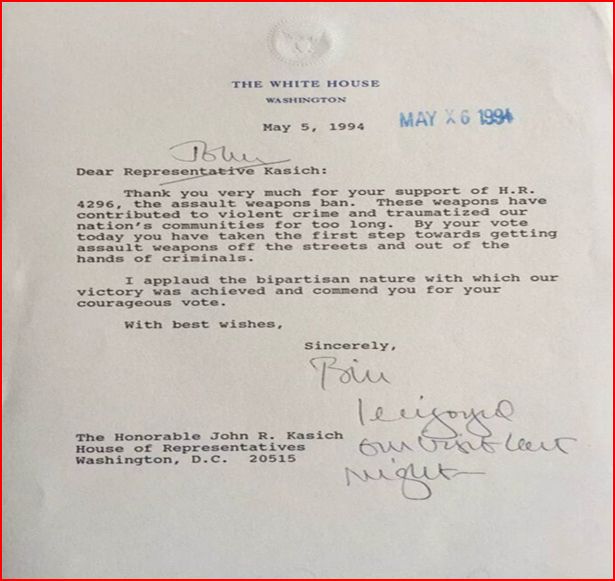 THE WHITE HOUSE
WASHINGTON
May 5, 1994
MAY X 6 1994
John
Dear Representative Kasich:
Thank you very much for your support of H.R.
4296, the assault weapons ban.  These weapons have
contributed to violent crime and traumatized our
nation's communities for too long.  By your vote
today you have taken the first step towards getting
assault weapons off the streets and out of the
hands of criminals.
I applaud the bipartisan nature with which our
victory was achieved and commend you for your
courageous vote.
With best wishes,
Sincerely,
Bill
I enjoyed
our visit last
night
The Honorable John R. Kasich
House of Representatives
Washington, D.C.  20515